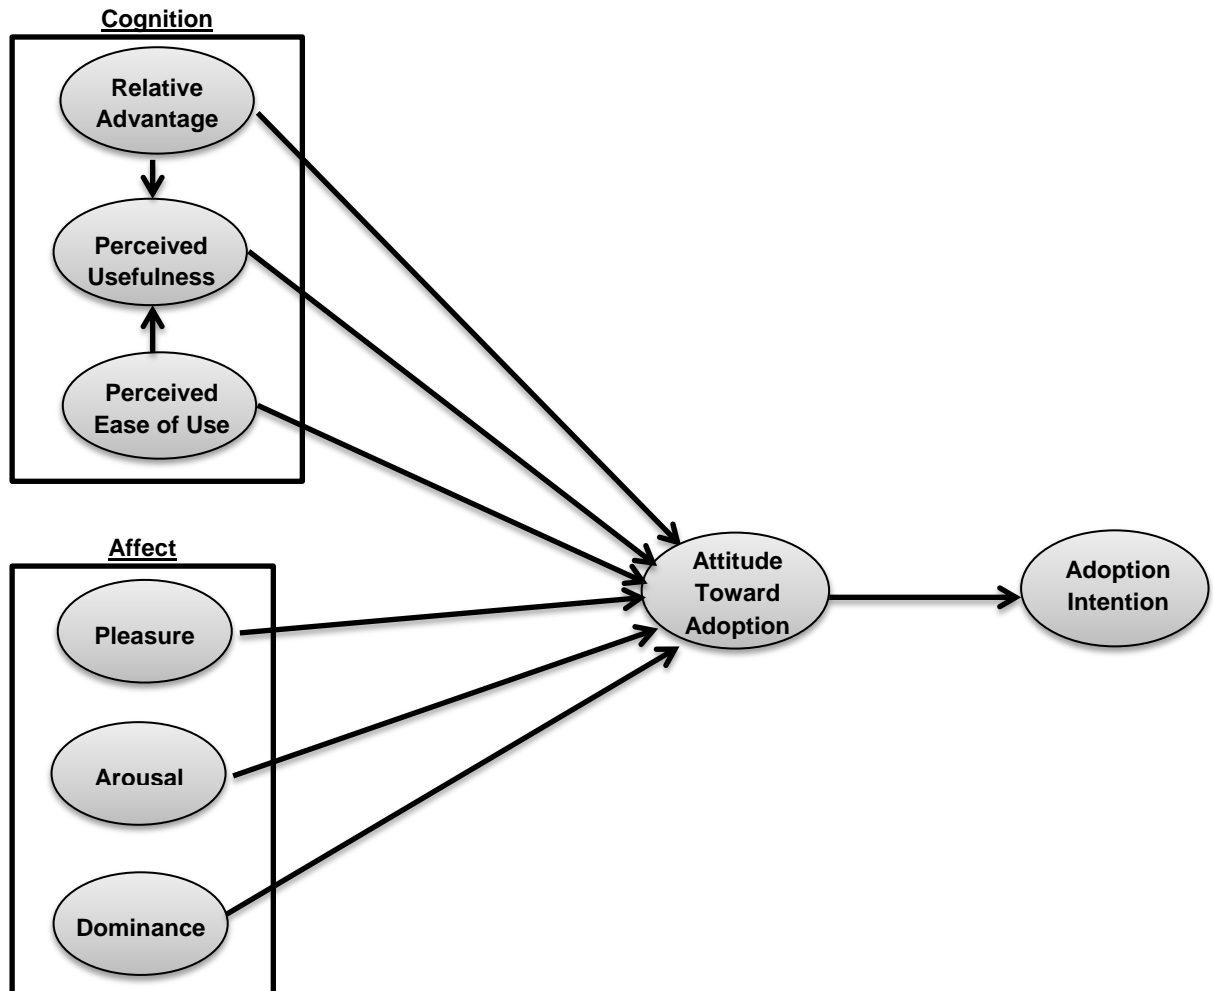 Cognition
Relative
Advantage
Perceived
Usefulness
Perceived
Ease of Use
Affect
Pleasure
Arousal
Dominance
Attitude
Toward
Adoption
Adoption
Intention